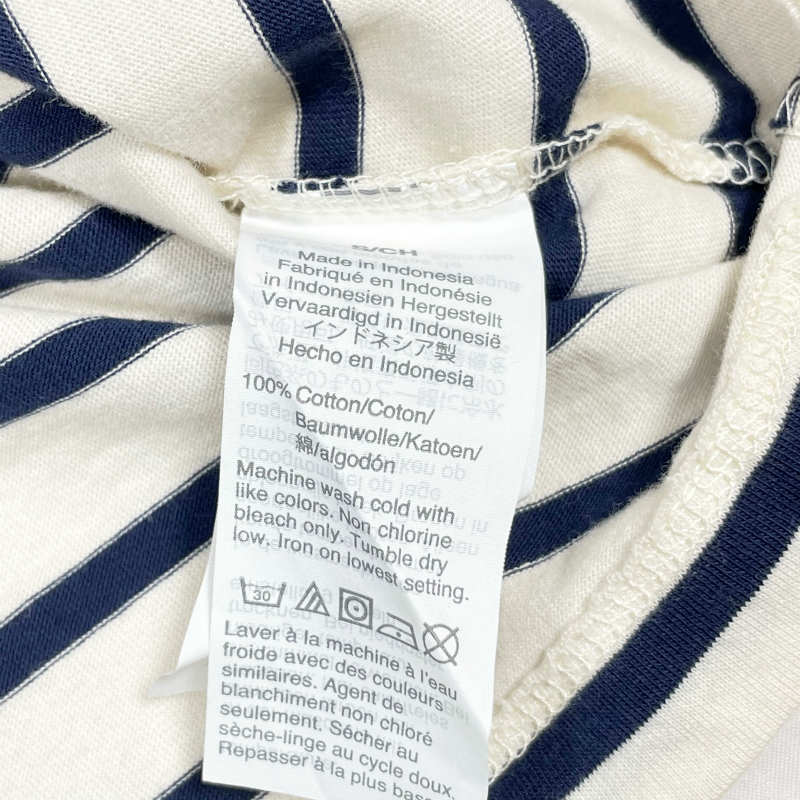 S/CH
Made in Indonesia
Fabriqué en Indonésie
in Indonesien Hergestellt
Vervaardigd in Indonesië
インドネシア製
Hecho en Indonesia
100% Cotton/Coton/
Baumwolle/Katoen/
綿/algodón
Machine wash cold with
like colors. Non chlorine
bleach only. Tumble dry
low. Iron on lowest setting.
30
Laver à la machine à l'eau
froide avec des couleurs
similaires. Agent de
blanchiment non chloré
seulement. Sécher au
sèche-linge au cycle doux.
Repasser à la plus basse